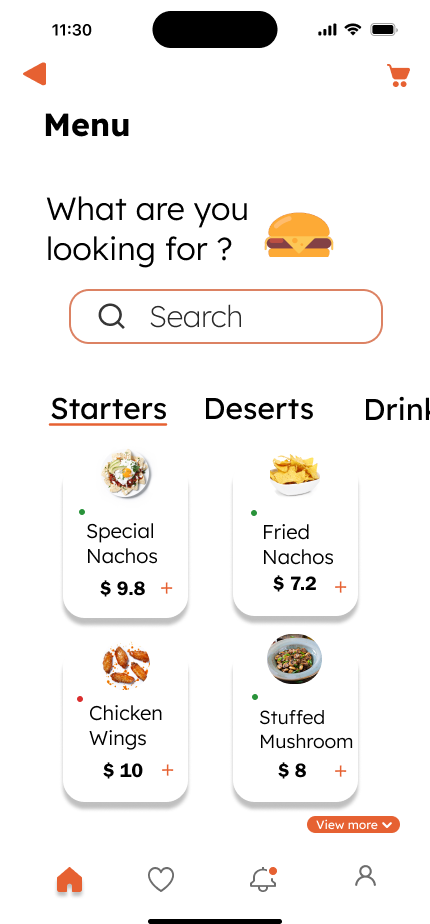 11:30
Menu
What are you
looking for ?
Search
Starters Deserts Drink
Special
Nachos
$ 9.8 +
Fried
Nachos
$ 7.2 +
Chicken
Wings
$ 10 +
Stuffed
Mushroom
$ 8 +
View more